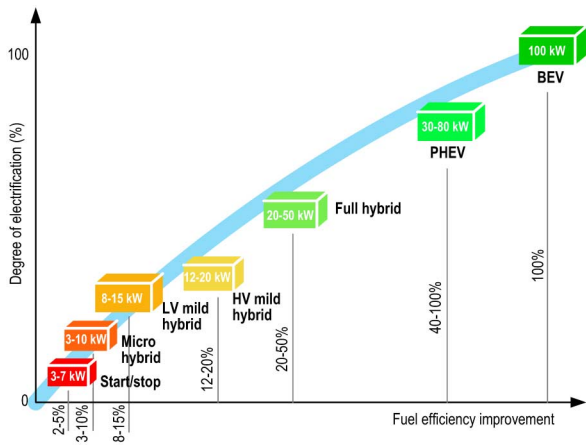 100
100 kW
BEV
30-80 kW
PHEV
20-50 kW
Full hybrid
12-20 kW
HV mild
hybrid
8-15 kW
LV mild
hybrid
3-10 kW
Micro
hybrid
3-7 kW
Start/stop
Degree of electrification (%)
0
2-5%
3-10%
8-15%
12-20%
20-50%
40-100%
100%
Fuel efficiency improvement